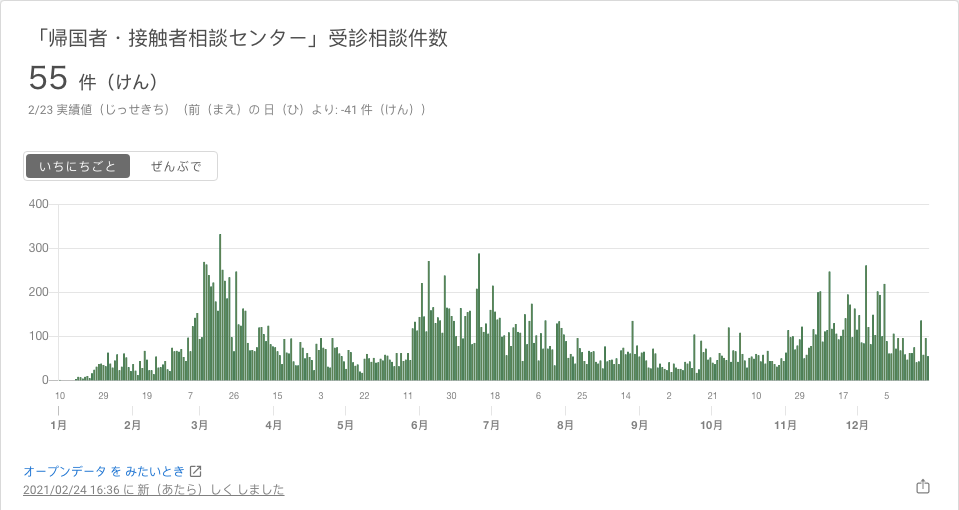 「帰国者・接触者相談センター」受診相談件数
55 件（けん）
2/23 実績値（じっせきち）（前（まえ）の 日（ひ）より: -41 件（けん））
いちにちごと ぜんぶで
400
300
200
100
0
10 29 19 7 26 15 3 22 11 30 18 6 25 14 2 21 10 29 17 5
1月 2月 3月 4月 5月 6月 7月 8月 9月 10月 11月 12月
オープンデータ を みたいとき
2021/02/24 16:36 に 新（あたら）しく しました